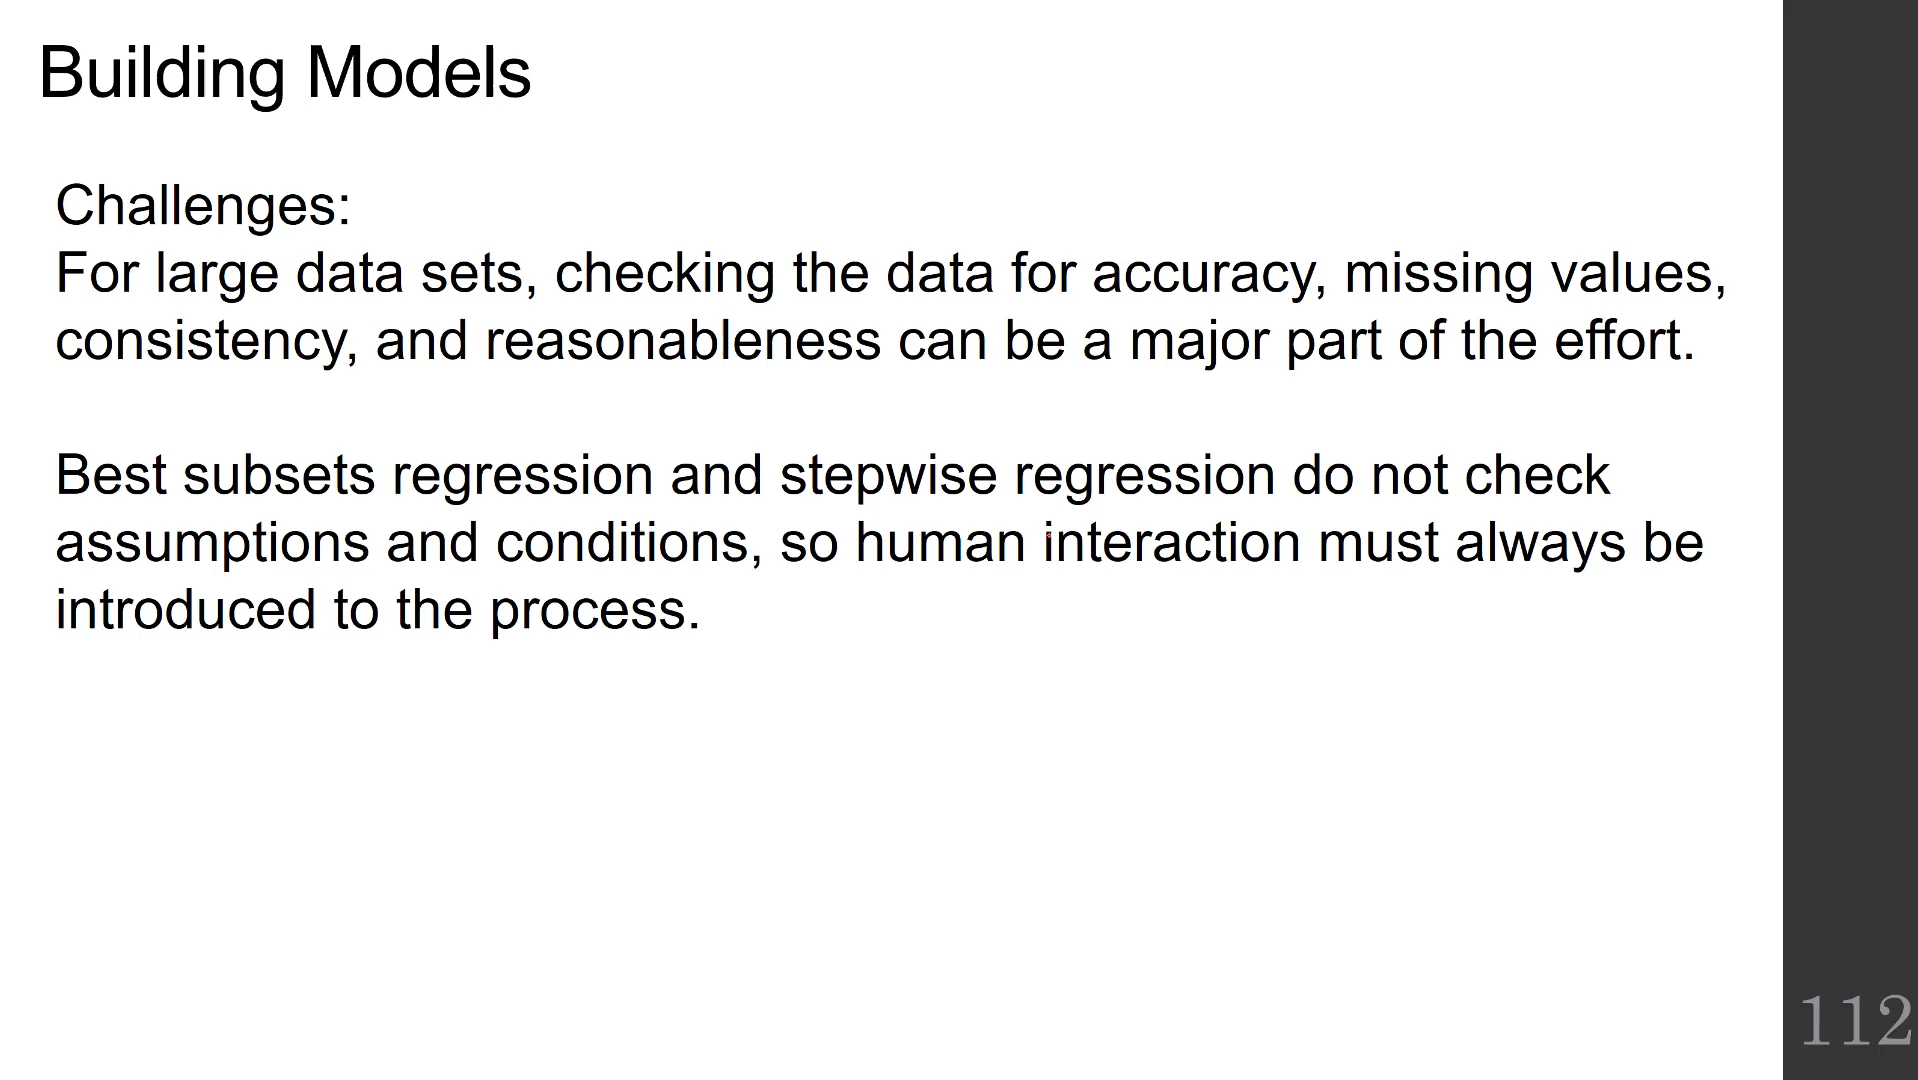 Building Models
Challenges:
For large data sets, checking the data for accuracy, missing values,
consistency, and reasonableness can be a major part of the effort.
Best subsets regression and stepwise regression do not check
assumptions and conditions, so human interaction must always be
introduced to the process.
112